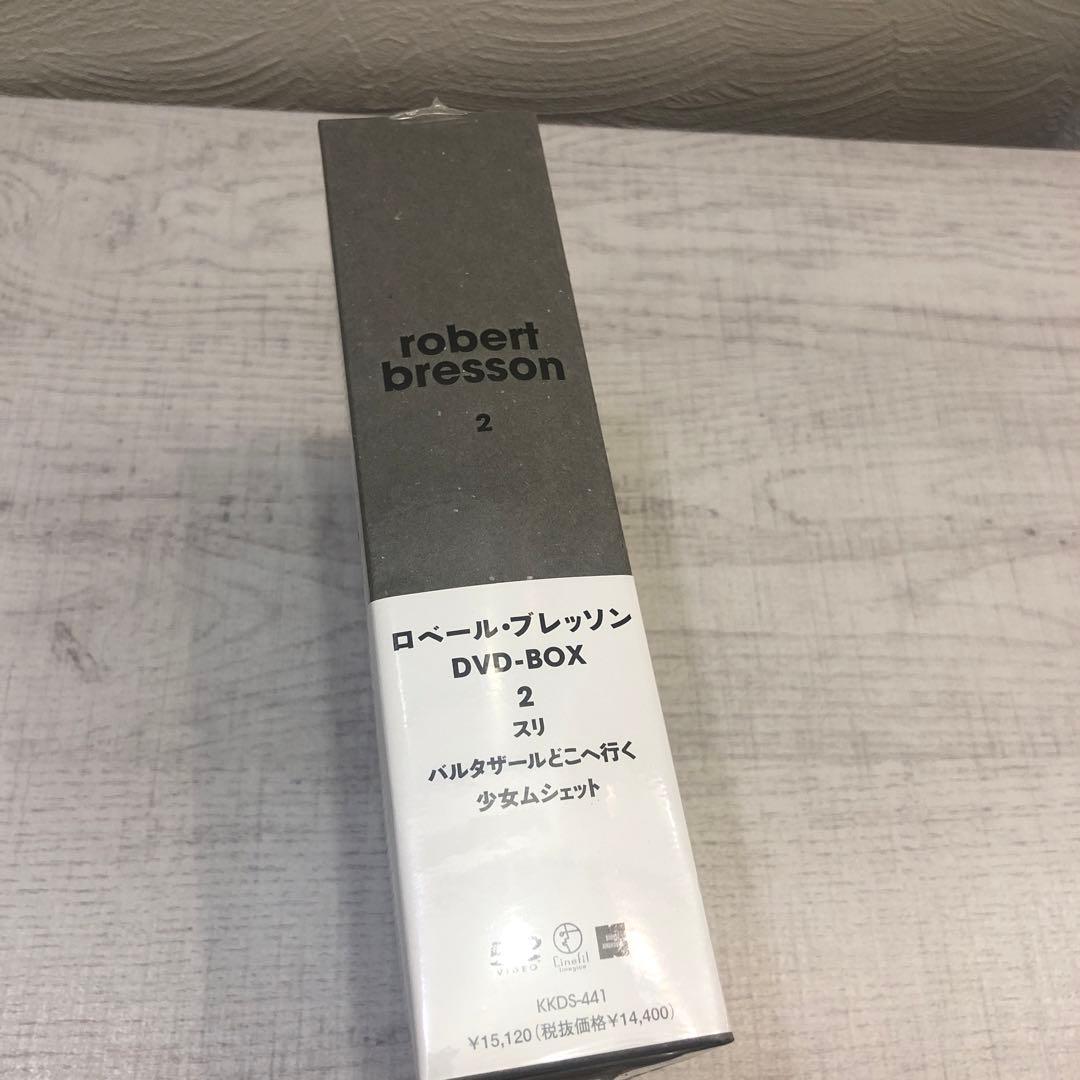 robert
bresson
2
ロベール・ブレッソン
DVD-BOX
2
スリ
バルタザールどこへ行く
少女ムシェット
VIDEO
Cinefil
Imagica
KKDS-441
¥15,120(税抜価格¥14,400)